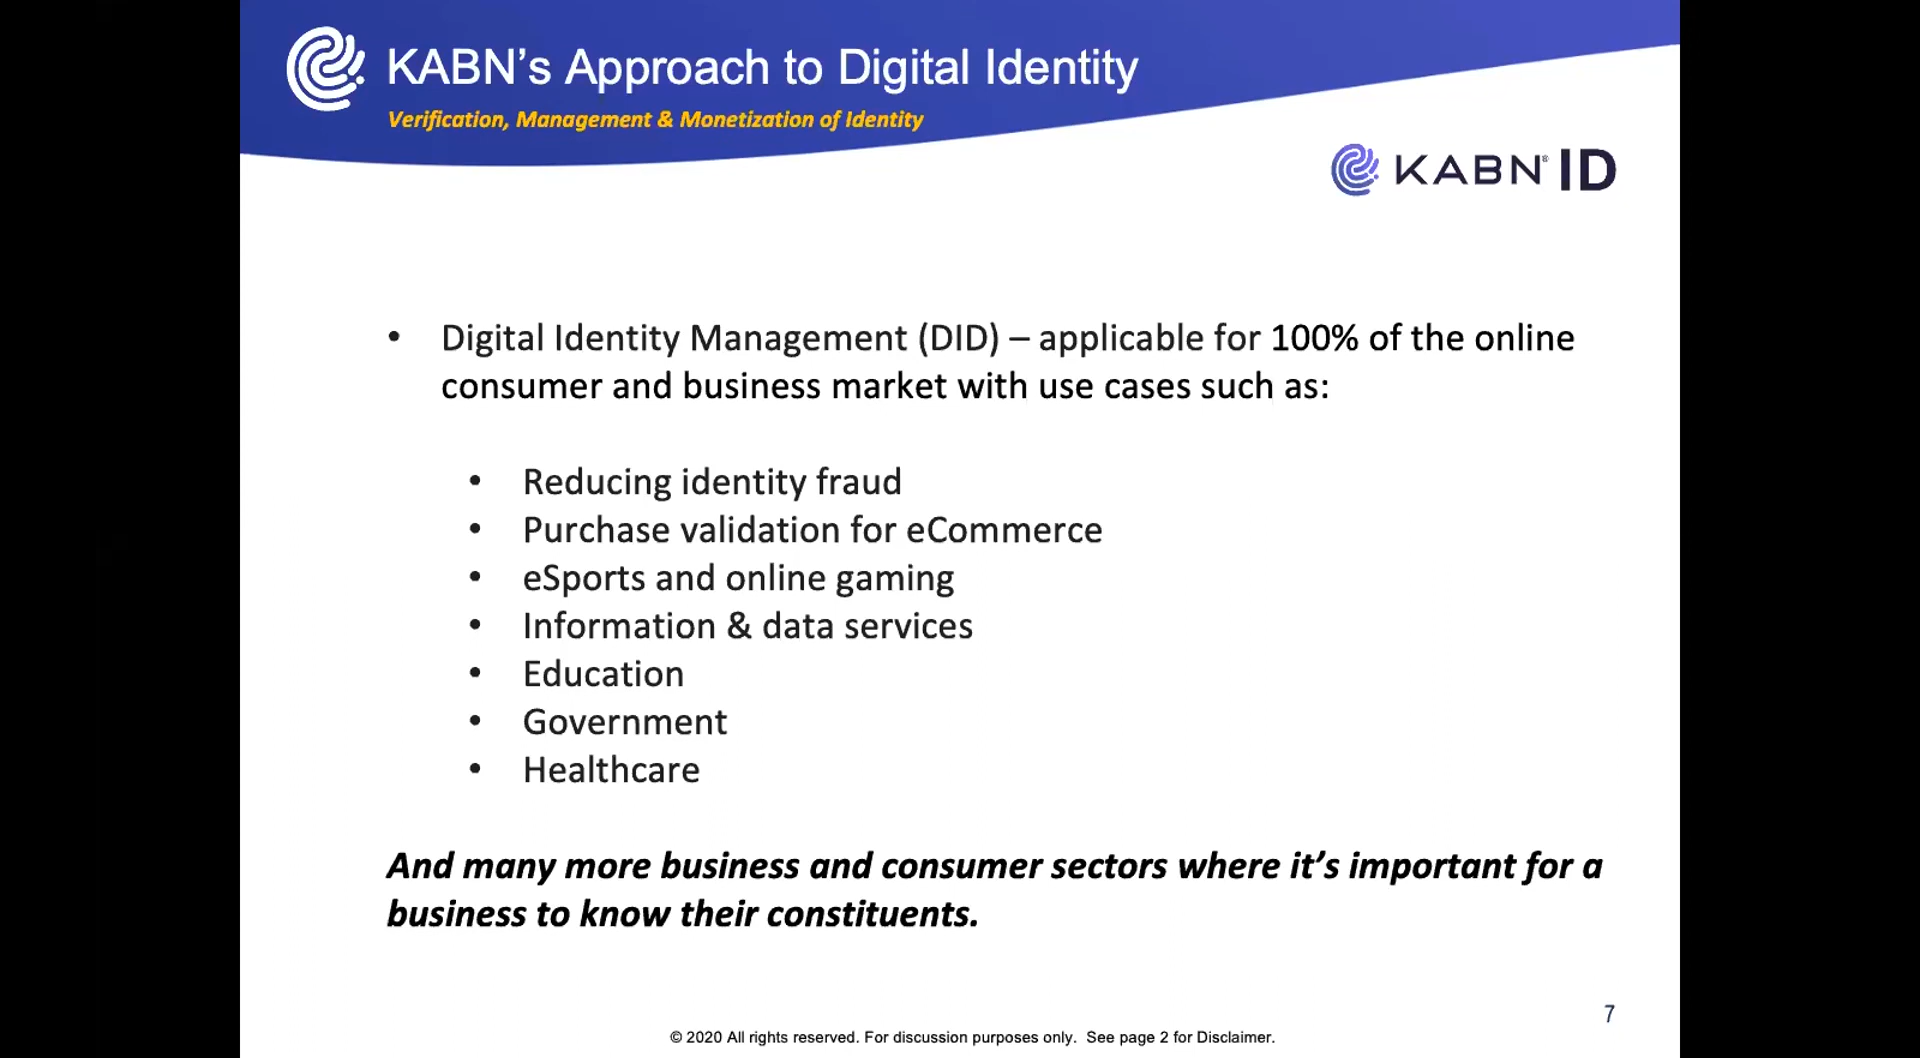 KABN’s Approach to Digital Identity
Verification, Management & Monetization of Identity
KABN® ID
• Digital Identity Management (DID) – applicable for 100% of the online
consumer and business market with use cases such as:
• Reducing identity fraud
• Purchase validation for eCommerce
• eSports and online gaming
• Information & data services
• Education
• Government
• Healthcare
And many more business and consumer sectors where it’s important for a
business to know their constituents.
7
© 2020 All rights reserved. For discussion purposes only. See page 2 for Disclaimer.